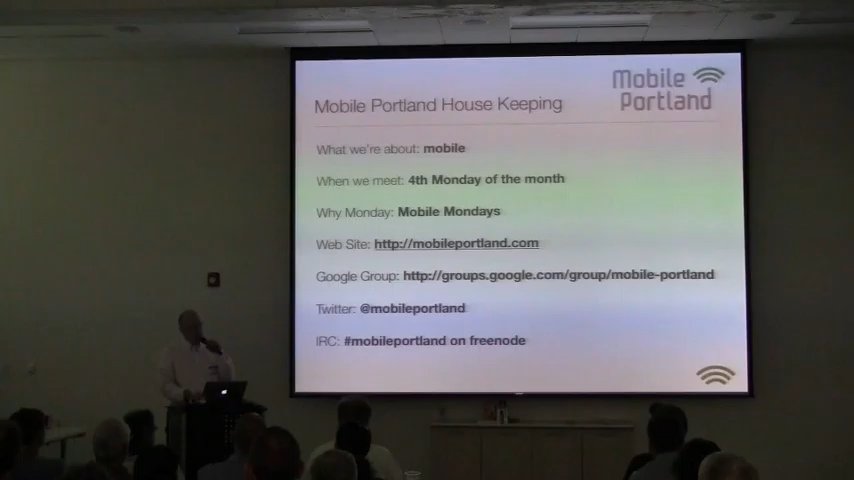 Mobile
Portland
Mobile Portland House Keeping
What we're about: mobile
When we meet: 4th Monday of the month
Why Monday: Mobile Mondays
Web Site: http://mobileportland.com
Google Group: http://groups.google.com/group/mobile-portland
Twitter: @mobileportland
IRC: #mobileportland on freenode